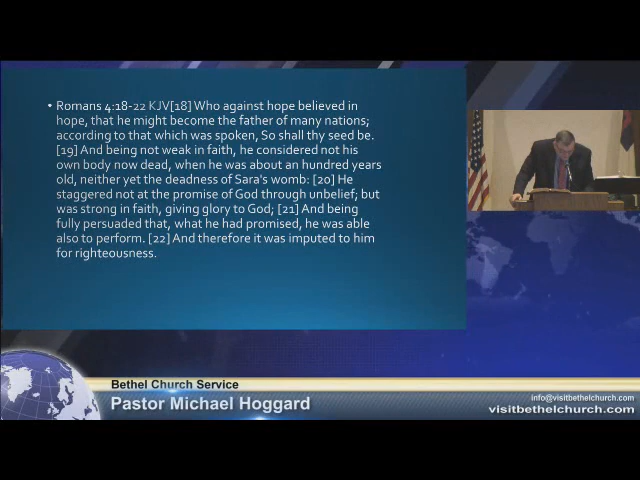 • Romans 4:18-22 KJV[18] Who against hope believed in
hope, that he might become the father of many nations;
according to that which was spoken, So shall thy seed be.
[19] And being not weak in faith, he considered not his
own body now dead, when he was about an hundred years
old, neither yet the deadness of Sara's womb: [20] He
staggered not at the promise of God through unbelief; but
was strong in faith, giving glory to God; [21] And being
fully persuaded that, what he had promised, he was able
also to perform. [22] And therefore it was imputed to him
for righteousness.
Bethel Church Service
Pastor Michael Hoggard
info@visitbethelchurch.com
visitbethelchurch.com